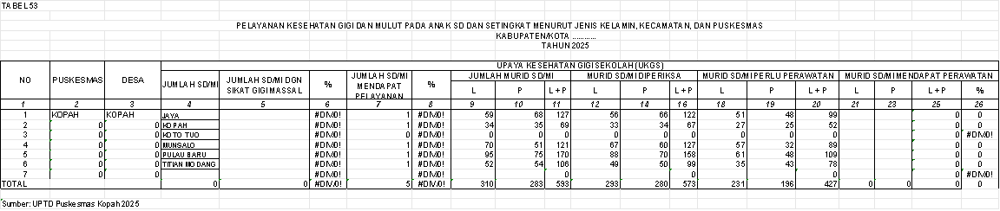 TABEL 53
PELAYANAN KESEHATAN GIGI DAN MULUT PADA ANAK SD DAN SETINGKAT MENURUT JENIS KELAMIN, KECAMATAN, DAN PUSKESMAS
KABUPATEN/KOTA ............
TAHUN 2025
NO PUSKESMAS DESA UPAYA KESEHATAN GIGI SEKOLAH (UKGS)
JUMLAH SD/MI JUMLAH SD/MI DGN SIKAT GIGI MASSAL % JUMLAH SD/MI MENDAPAT PELAYANAN % JUMLAH MURID SD/MI MURID SD/MI DIPERIKSA MURID SD/MI PERLU PERAWATAN MURID SD/MI MENDAPAT PERAWATAN
L P L + P L P L + P L P L + P L P L + P %
1 2 3 4 5 6 7 8 9 10 11 12 14 16 18 19 20 21 23 25 26
1 KOPAH KOPAH JAYA #DIV/0! 1 #DIV/0! 59 68 127 56 66 122 51 48 99 0 0
2 0 0 KOPAH #DIV/0! 1 #DIV/0! 34 35 69 33 34 67 27 25 52 0 0
3 0 0 KOTO TUO #DIV/0! 0 #DIV/0! 0 0 0 0 0 0 0 0 0 0 #DIV/0!
4 0 0 MUNSALO #DIV/0! 1 #DIV/0! 70 51 121 67 60 127 57 32 89 0 0
5 0 0 PULAU BARU #DIV/0! 1 #DIV/0! 95 75 170 88 70 158 61 48 109 0 0
6 0 0 TITIAN MODANG #DIV/0! 1 #DIV/0! 52 54 106 49 50 99 35 43 78 0 0
7 0 0 #DIV/0! #DIV/0! 0 0 0 0 #DIV/0!
TOTAL 0 0 #DIV/0! 5 #DIV/0! 310 283 593 293 280 573 231 196 427 0 0 0 0
Sumber: UPTD Puskesmas Kopah 2025